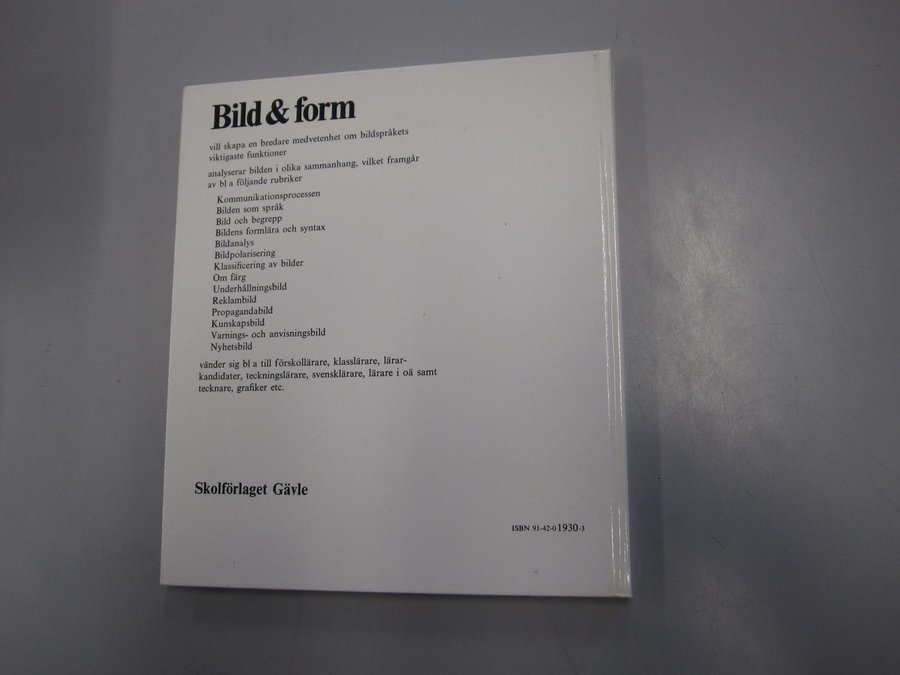 Bild & form
vill skapa en bredare medvetenhet om bildspråkets
viktigaste funktioner
analyserar bilden i olika sammanhang, vilket framgår
av bl a följande rubriker
Kommunikationsprocessen
Bilden som språk
Bild och begrepp
Bildens formlära och syntax
Bildanalys
Bildpolarisering
Klassificering av bilder
Om färg
Underhållningsbild
Reklambild
Propagandabild
Kunskapsbild
Varnings- och anvisningsbild
Nyhetsbild
vänder sig bl a till förskollärare, klasslärare, lärar-
kandidater, teckningslärare, svensklärare, lärare i oä samt
tecknare, grafiker etc.
Skolförlaget Gävle
ISBN 91-42-01930-3